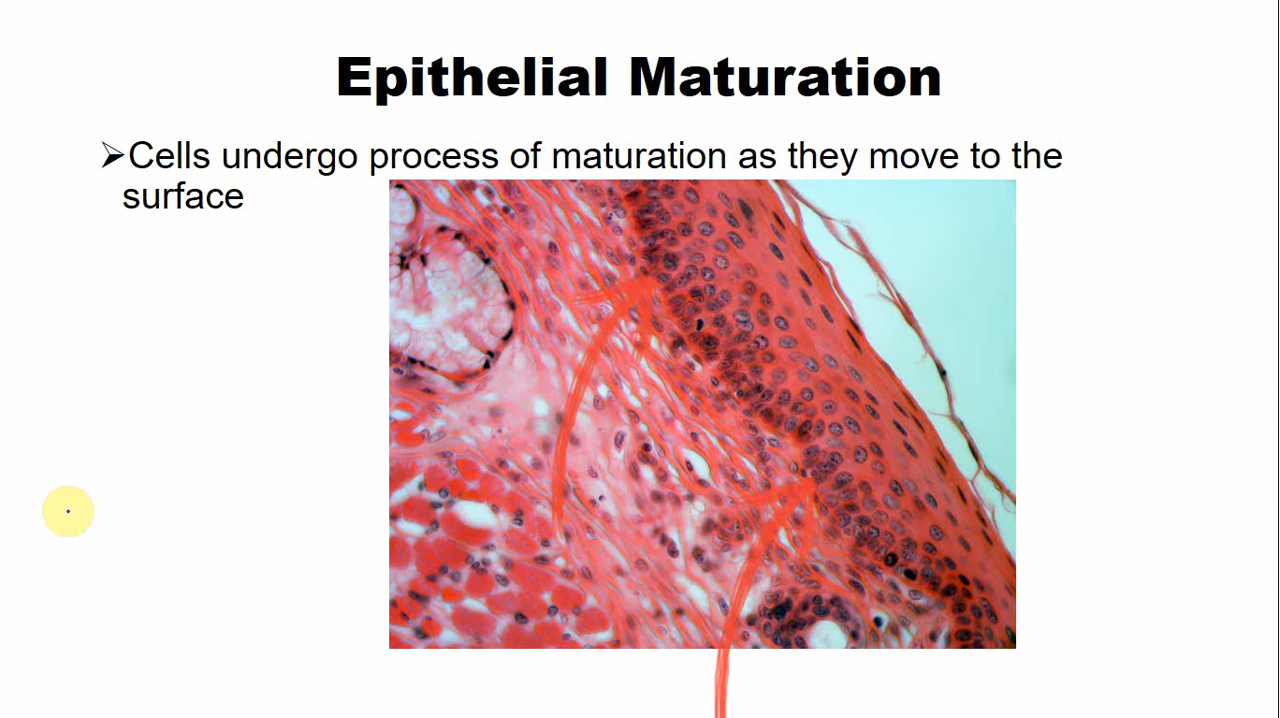 Epithelial Maturation
➢Cells undergo process of maturation as they move to the
surface